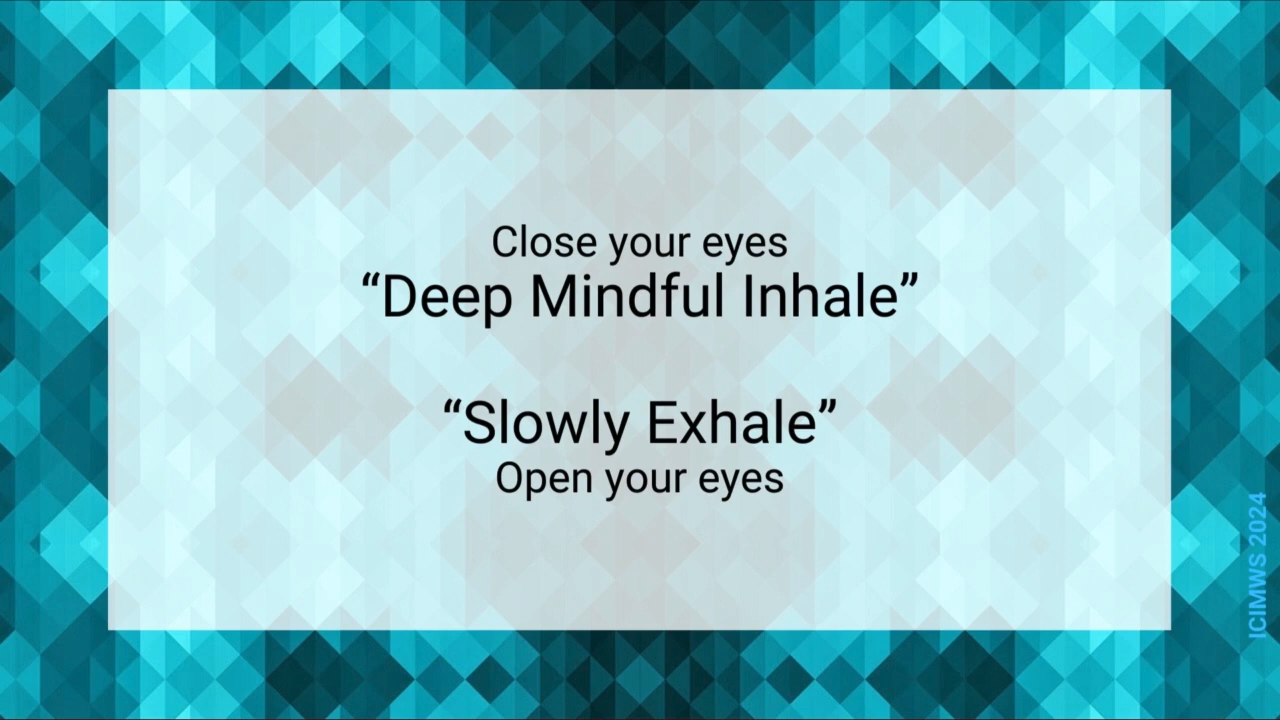 Close your eyes
“Deep Mindful Inhale”
“Slowly Exhale”
Open your eyes
ICIMWS 2024